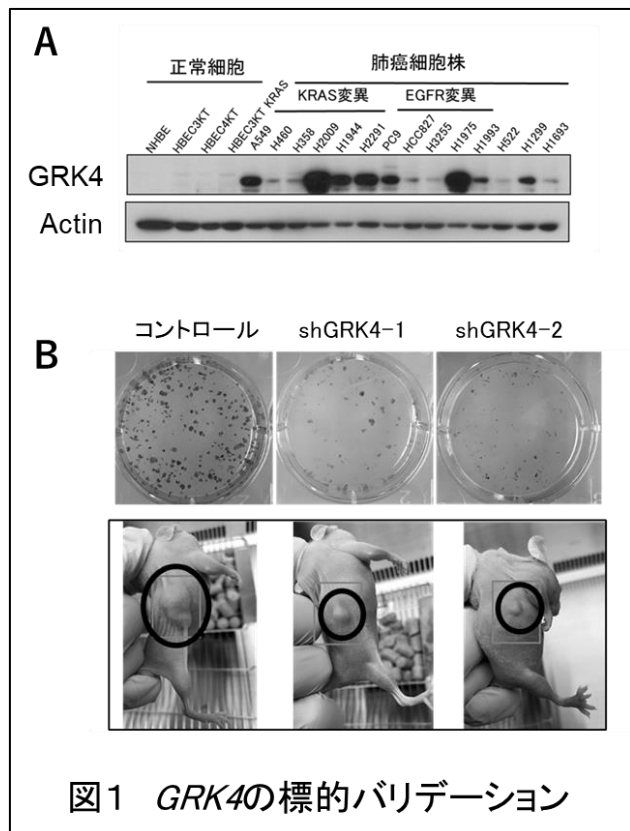 A
正常細胞
肺癌細胞株
KRAS変異
EGFR変異
NHBE
HBEC3KT
HBEC4KT
HBEC3KT KRAS
A549
H460
H358
H2009
H1944
H2291
PC9
HCC827
H3255
H1975
H1993
H522
H1299
H1693
GRK4
Actin
B
コントロール
shGRK4-1
shGRK4-2
図1 GRK4の標的バリデーション